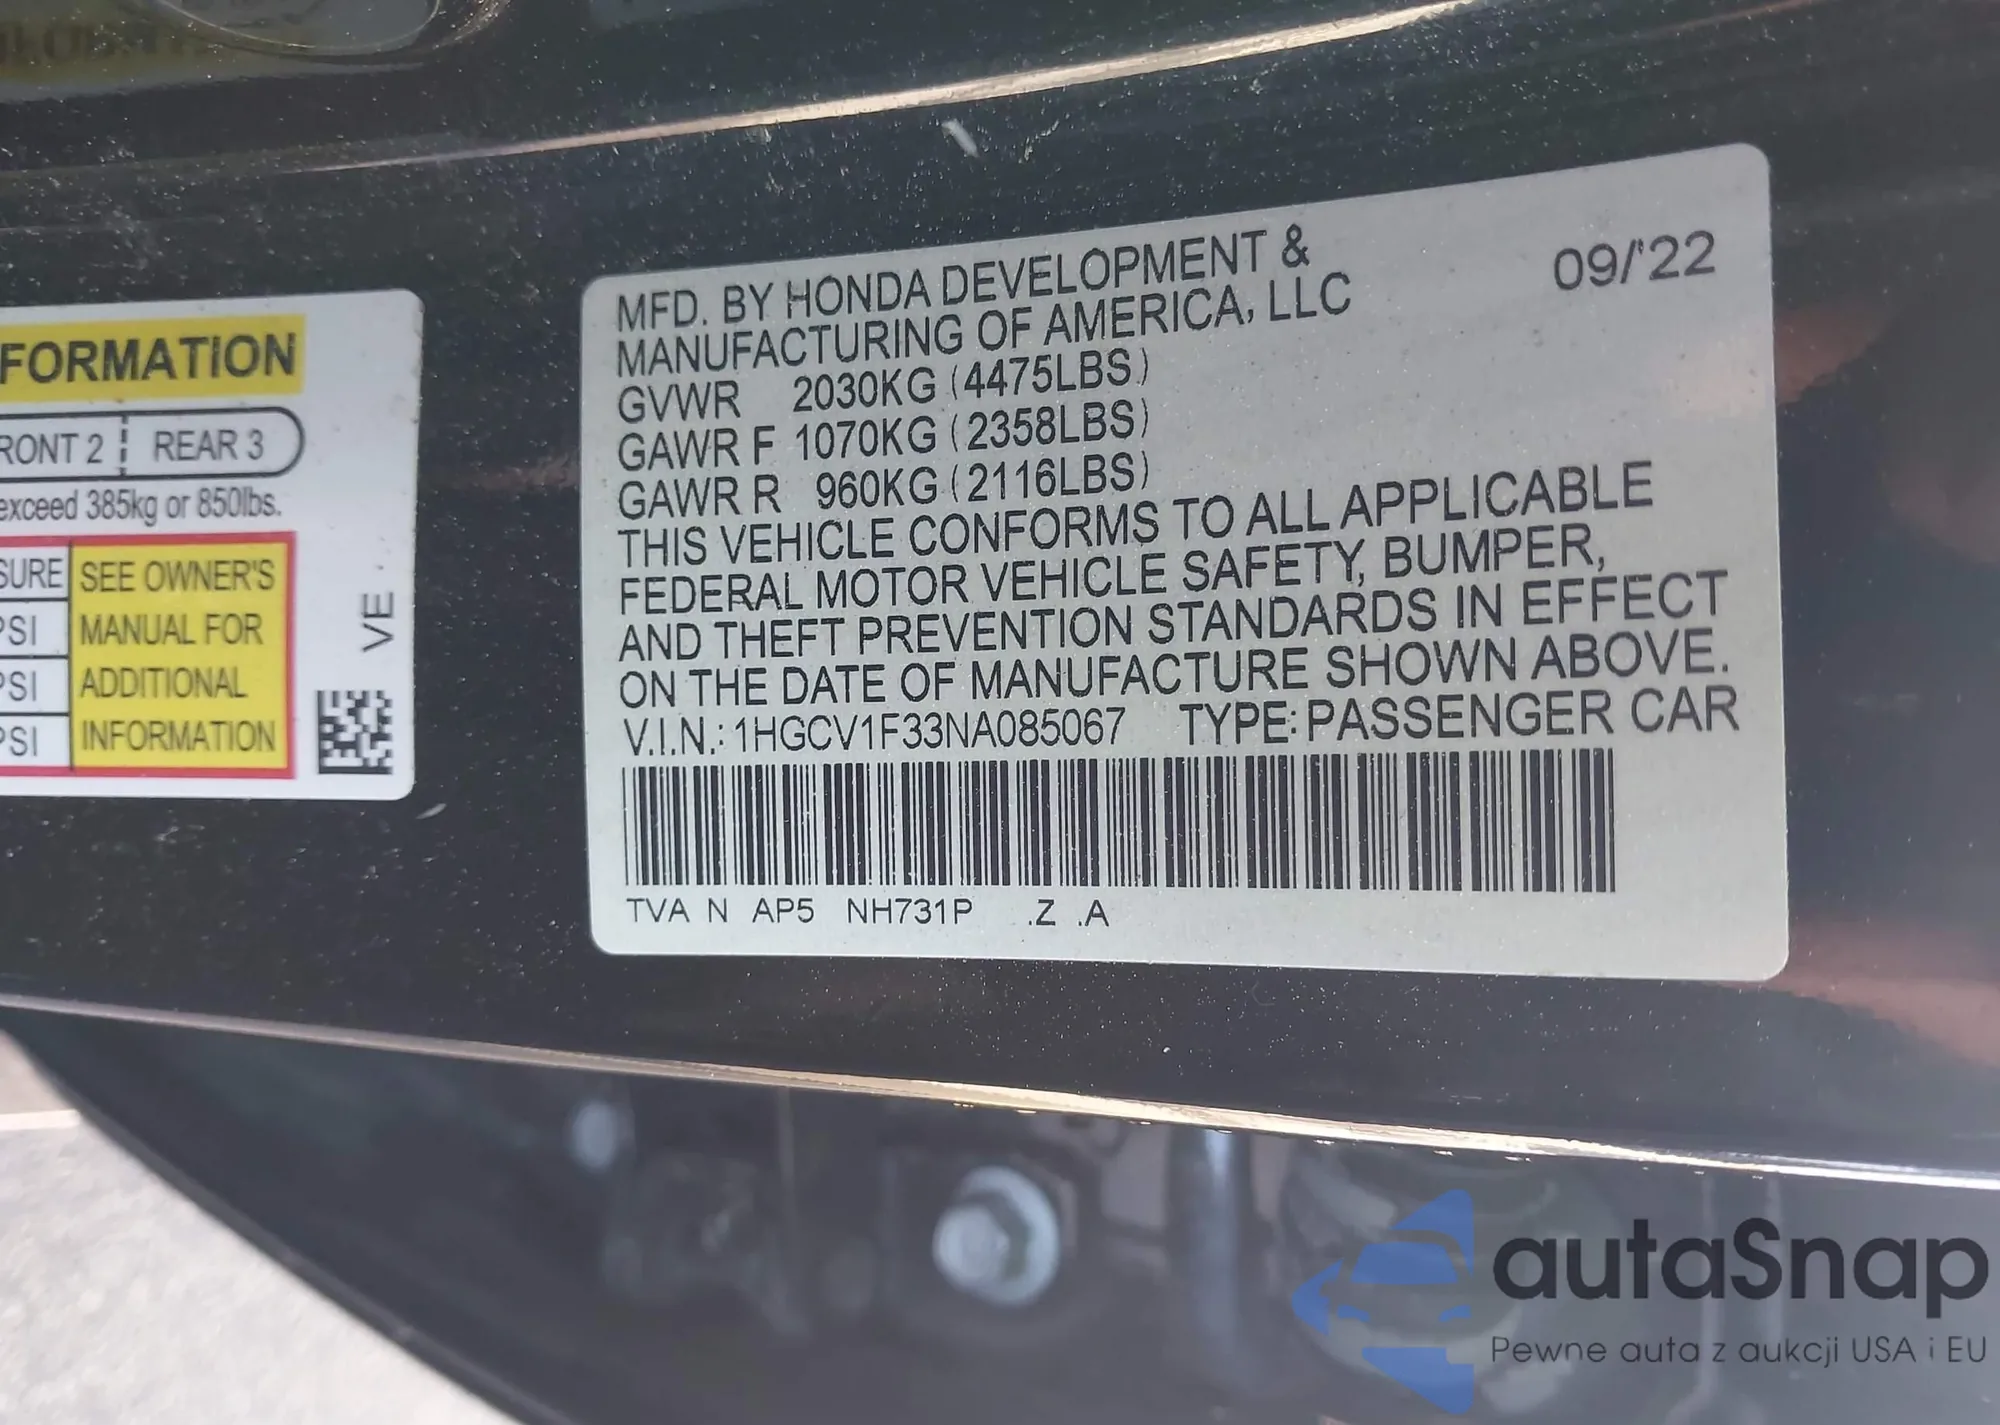 FORMATION
RONT 2 REAR 3
exceed 385kg or 850lbs.
SURE SEE OWNER'S
PSI MANUAL FOR
PSI ADDITIONAL
PSI INFORMATION
VE
MFD. BY HONDA DEVELOPMENT & 09/'22
MANUFACTURING OF AMERICA, LLC
GVWR 2030KG (4475LBS)
GAWR F 1070KG (2358LBS)
GAWR R 960KG (2116LBS)
THIS VEHICLE CONFORMS TO ALL APPLICABLE
FEDERAL MOTOR VEHICLE SAFETY, BUMPER,
AND THEFT PREVENTION STANDARDS IN EFFECT
ON THE DATE OF MANUFACTURE SHOWN ABOVE.
V.I.N.: 1HGCV1F33NA085067 TYPE: PASSENGER CAR
TVA N AP5 NH731P .Z .A
autaSnap
Pewne auta z aukcji USA i EU